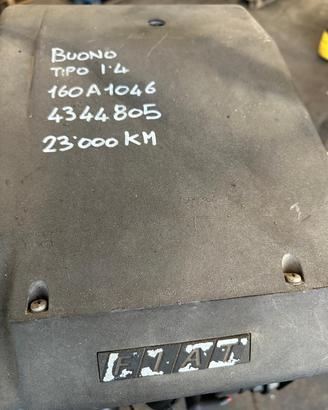 BUONO
TIPO 1.4
160A1046
4344805
23'000 KM
FIAT